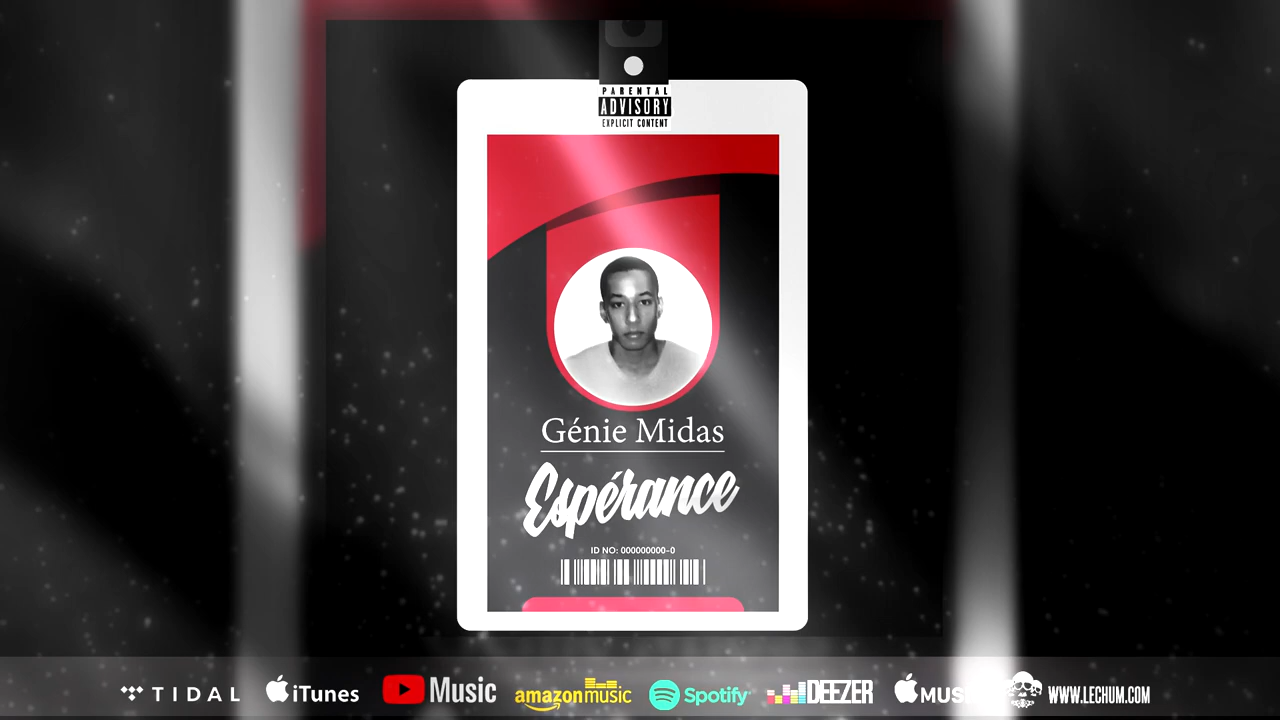 PARENTAL
ADVISORY
EXPLICIT CONTENT
Génie Midas
Espérance
ID NO: 000000000-0
TIDAL iTunes Music amazonmusic Spotify DEEZER WWW.LECHUM.COM